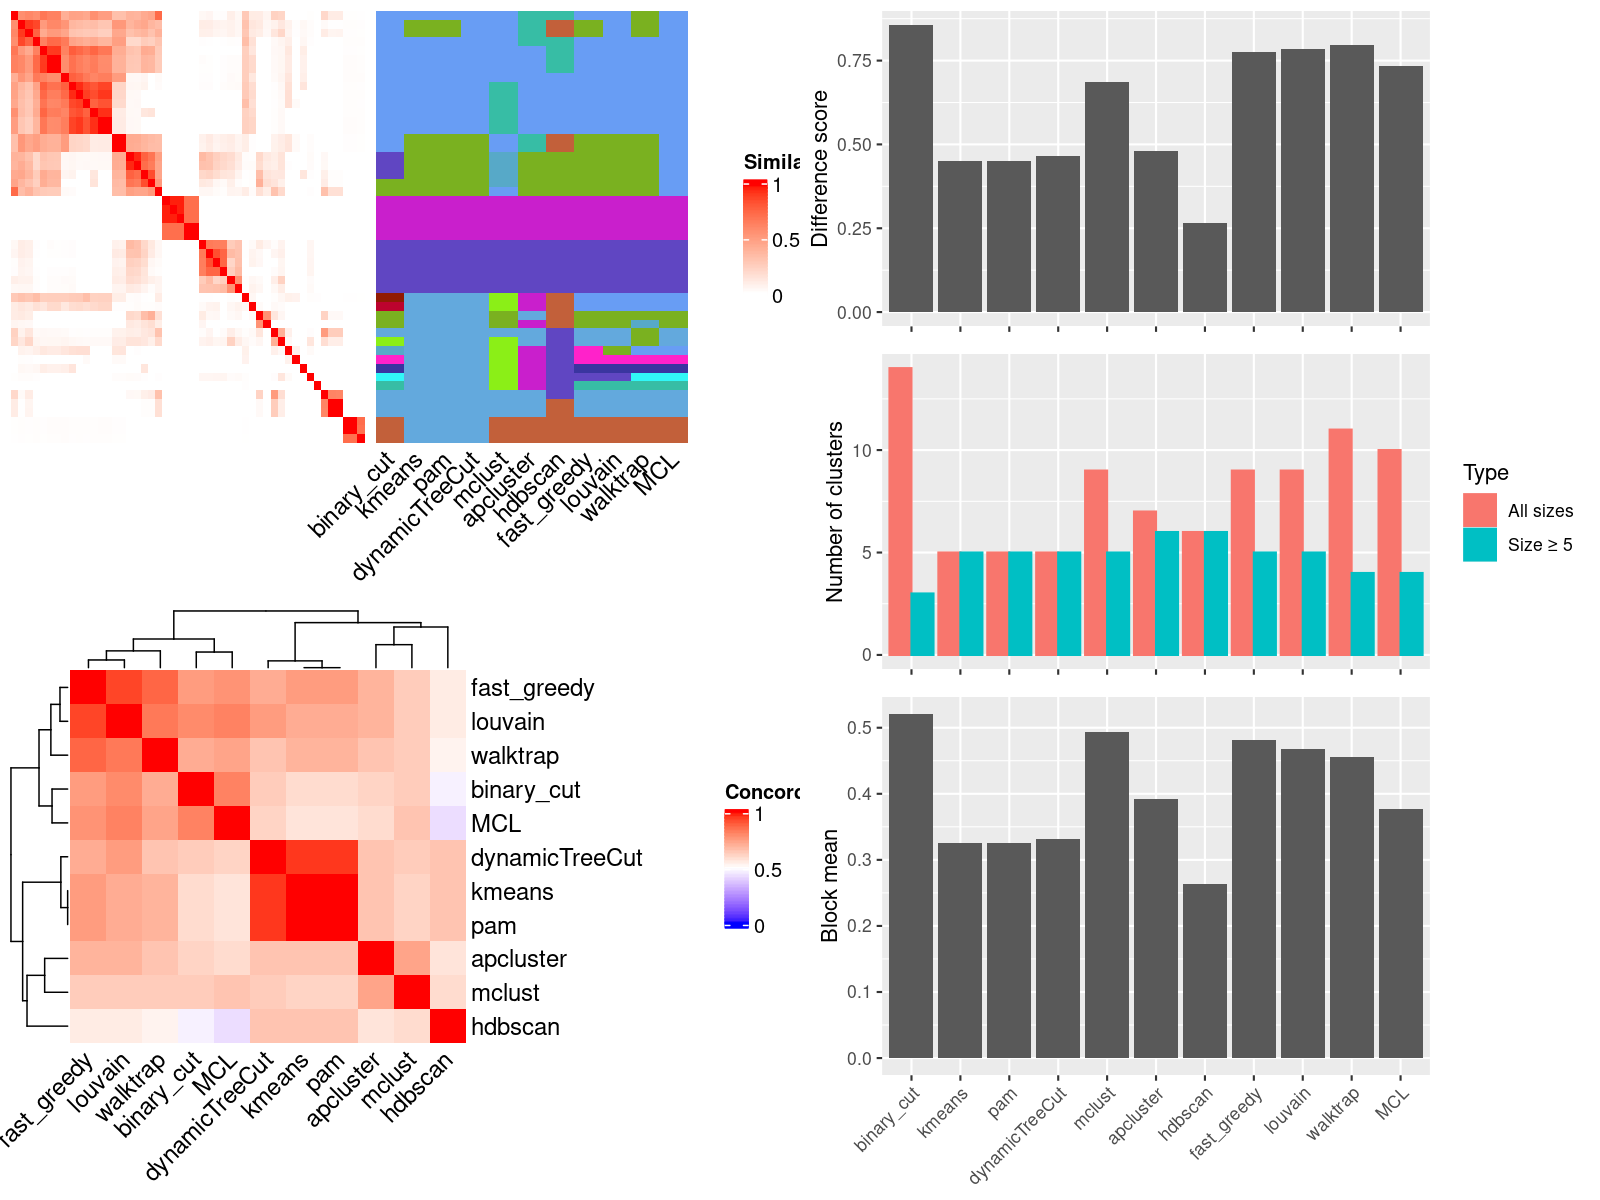 Simila
1
0.5
0
binary_cut
kmeans
pam
dynamicTreeCut
mclust
apcluster
hdbscan
fast_greedy
louvain
walktrap
MCL
fast_greedy
louvain
walktrap
binary_cut
MCL
dynamicTreeCut
kmeans
pam
apcluster
mclust
hdbscan
Concord
1
0.5
0
fast_greedy
louvain
walktrap
binary_cut
MCL
dynamicTreeCut
kmeans
pam
apcluster
mclust
hdbscan
Difference score
0.75
0.50
0.25
0.00
Number of clusters
10
5
0
Type
All sizes
Size ≥ 5
Block mean
0.5
0.4
0.3
0.2
0.1
0.0
binary_cut
kmeans
pam
dynamicTreeCut
mclust
apcluster
hdbscan
fast_greedy
louvain
walktrap
MCL